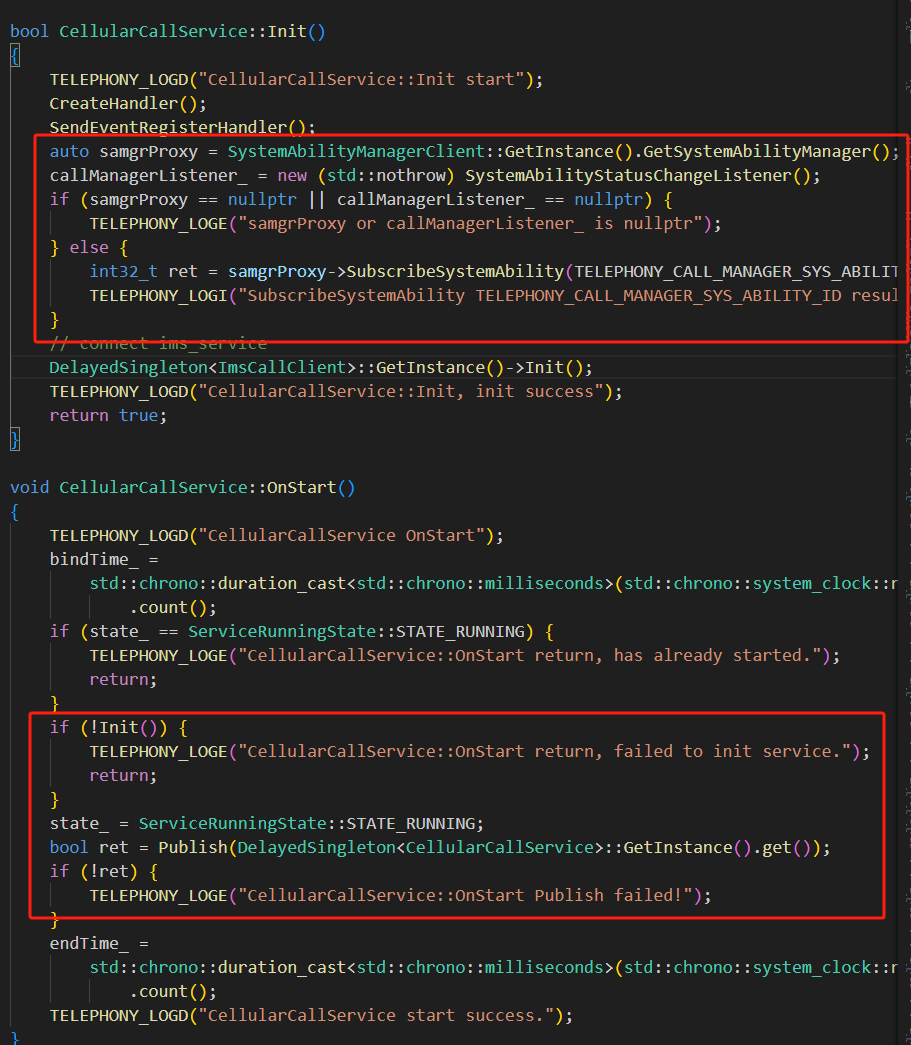 bool CellularCallService::Init()
{
    TELEPHONY_LOGD("CellularCallService::Init start");
    CreateHandler();
    SendEventRegisterHandler();
    auto samgrProxy = SystemAbilityManagerClient::GetInstance().GetSystemAbilityManager();
    callManagerListener_ = new (std::nothrow) SystemAbilityStatusChangeListener();
    if (samgrProxy == nullptr || callManagerListener_ == nullptr) {
        TELEPHONY_LOGE("samgrProxy or callManagerListener_ is nullptr");
    } else {
        int32_t ret = samgrProxy->SubscribeSystemAbility(TELEPHONY_CALL_MANAGER_SYS_ABILIT
        TELEPHONY_LOGI("SubscribeSystemAbility TELEPHONY_CALL_MANAGER_SYS_ABILITY_ID resul
    }
    // connect ims_service
    DelayedSingleton<ImsCallClient>::GetInstance()->Init();
    TELEPHONY_LOGD("CellularCallService::Init, init success");
    return true;
}
void CellularCallService::OnStart()
{
    TELEPHONY_LOGD("CellularCallService OnStart");
    bindTime_ =
        std::chrono::duration_cast<std::chrono::milliseconds>(std::chrono::system_clock::n
            .count();
    if (state_ == ServiceRunningState::STATE_RUNNING) {
        TELEPHONY_LOGE("CellularCallService::OnStart return, has already started.");
        return;
    }
    if (!Init()) {
        TELEPHONY_LOGE("CellularCallService::OnStart return, failed to init service.");
        return;
    }
    state_ = ServiceRunningState::STATE_RUNNING;
    bool ret = Publish(DelayedSingleton<CellularCallService>::GetInstance().get());
    if (!ret) {
        TELEPHONY_LOGE("CellularCallService::OnStart Publish failed!");
    }
    endTime_ =
        std::chrono::duration_cast<std::chrono::milliseconds>(std::chrono::system_clock::n
            .count();
    TELEPHONY_LOGD("CellularCallService start success.");
}